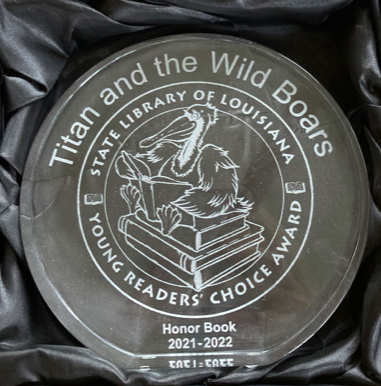 Titan and the Wild Boars
STATE LIBRARY OF LOUISIANA
YOUNG READERS' CHOICE AWARD
Honor Book
2021-2022